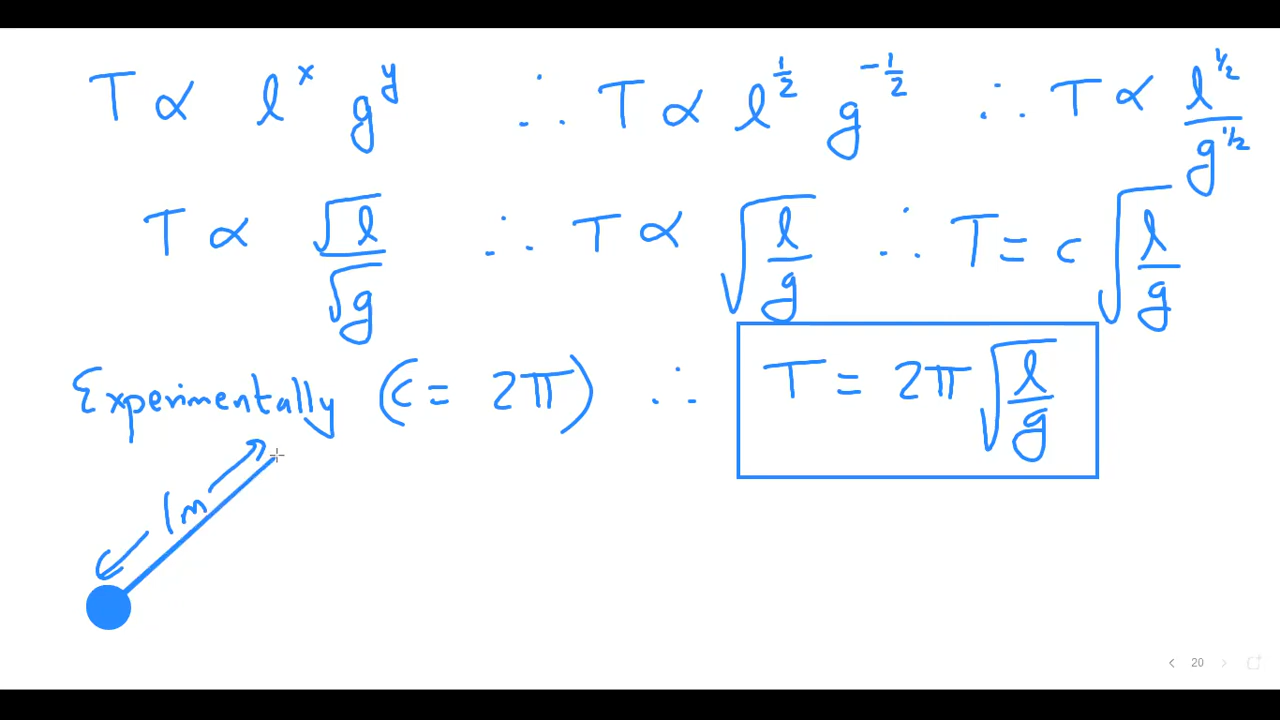 T ∝ l^x g^y ∴ T ∝ l^½ g^-½ ∴ T ∝ l^½ / g^½
T ∝ √l / √g ∴ T ∝ √(l/g) ∴ T = c √(l/g)
Experimentally (c = 2π) ∴ T = 2π √(l/g)
1m
20